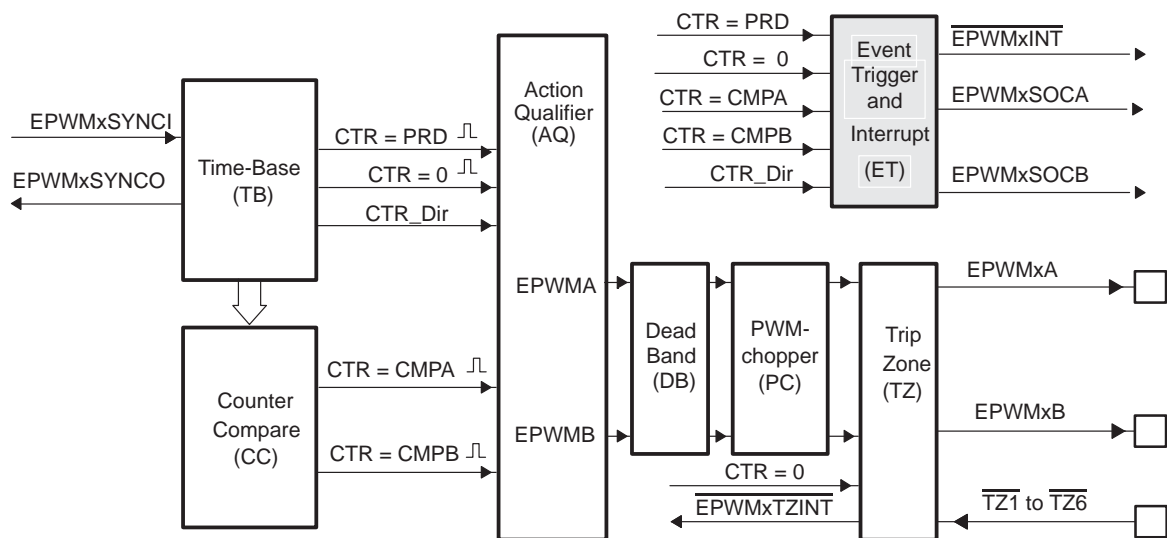 EPWMxSYNCI
EPWMxSYNCO
Time-Base
(TB)
CTR = PRD
CTR = 0
CTR_Dir
Counter
Compare
(CC)
CTR = CMPA
CTR = CMPB
Action
Qualifier
(AQ)
EPWMA
EPWMB
CTR = PRD
CTR = 0
CTR = CMPA
CTR = CMPB
CTR_Dir
Event
Trigger
and
Interrupt
(ET)
EPWMxINT
EPWMxSOCA
EPWMxSOCB
Dead
Band
(DB)
PWM-
chopper
(PC)
CTR = 0
EPWMxTZINT
Trip
Zone
(TZ)
EPWMxA
EPWMxB
TZ1 to TZ6